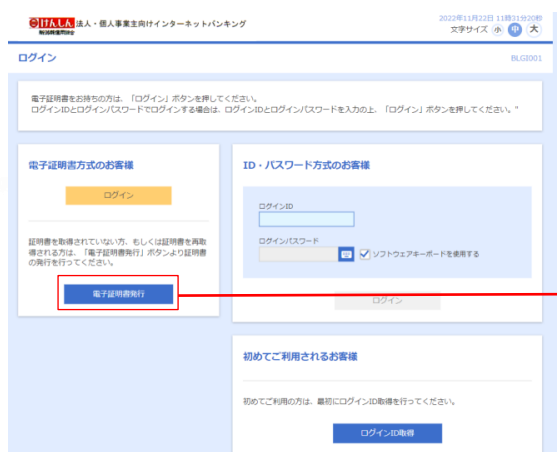 けんしん 法人・個人事業主向けインターネットバンキング
新潟縣信用組合
2022年11月22日 11時31分20秒
文字サイズ 小 中 大
ログイン
BLGI001
電子証明書をお持ちの方は、「ログイン」ボタンを押してください。
ログインIDとログインパスワードでログインする場合は、ログインIDとログインパスワードを入力の上、「ログイン」ボタンを押してください。"
電子証明書方式のお客様
ログイン
証明書を取得されていない方、もしくは証明書を再取
得される方は、「電子証明書発行」ボタンより証明書
の発行を行ってください。
電子証明書発行
ID・パスワード方式のお客様
ログインID
ログインパスワード
ソフトウェアキーボードを使用する
ログイン
初めてご利用されるお客様
初めてご利用の方は、最初にログインID取得を行ってください。
ログインID取得